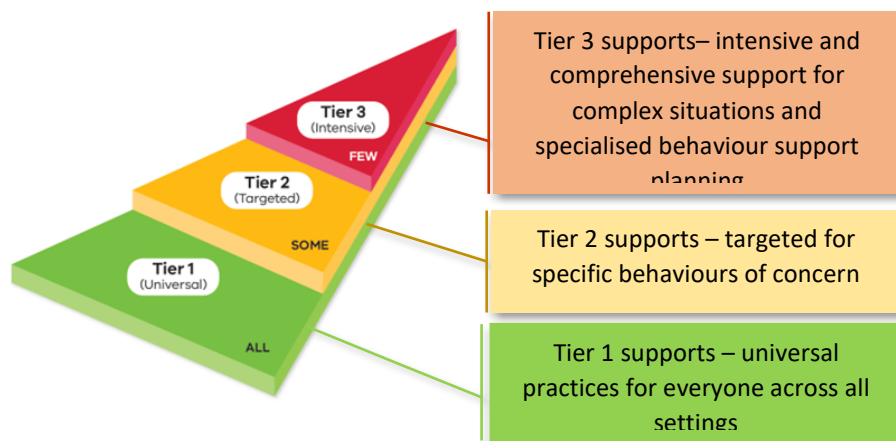 Tier 3
(Intensive)
FEW
Tier 2
(Targeted)
SOME
Tier 1
(Universal)
ALL
Tier 3 supports– intensive and
comprehensive support for
complex situations and
specialised behaviour support
planning
Tier 2 supports – targeted for
specific behaviours of concern
Tier 1 supports – universal
practices for everyone across all
settings